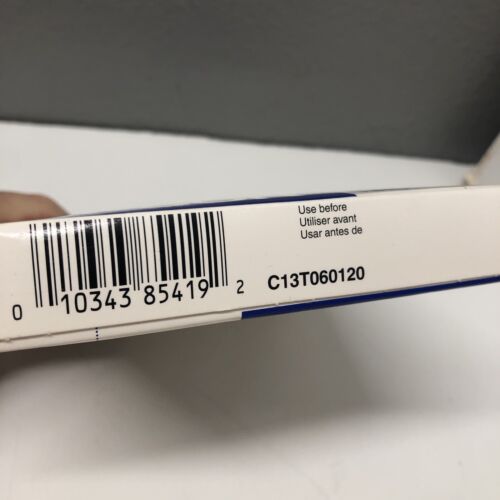 Use before
Utiliser avant
Usar antes de
0 10343 85419 2
C13T060120